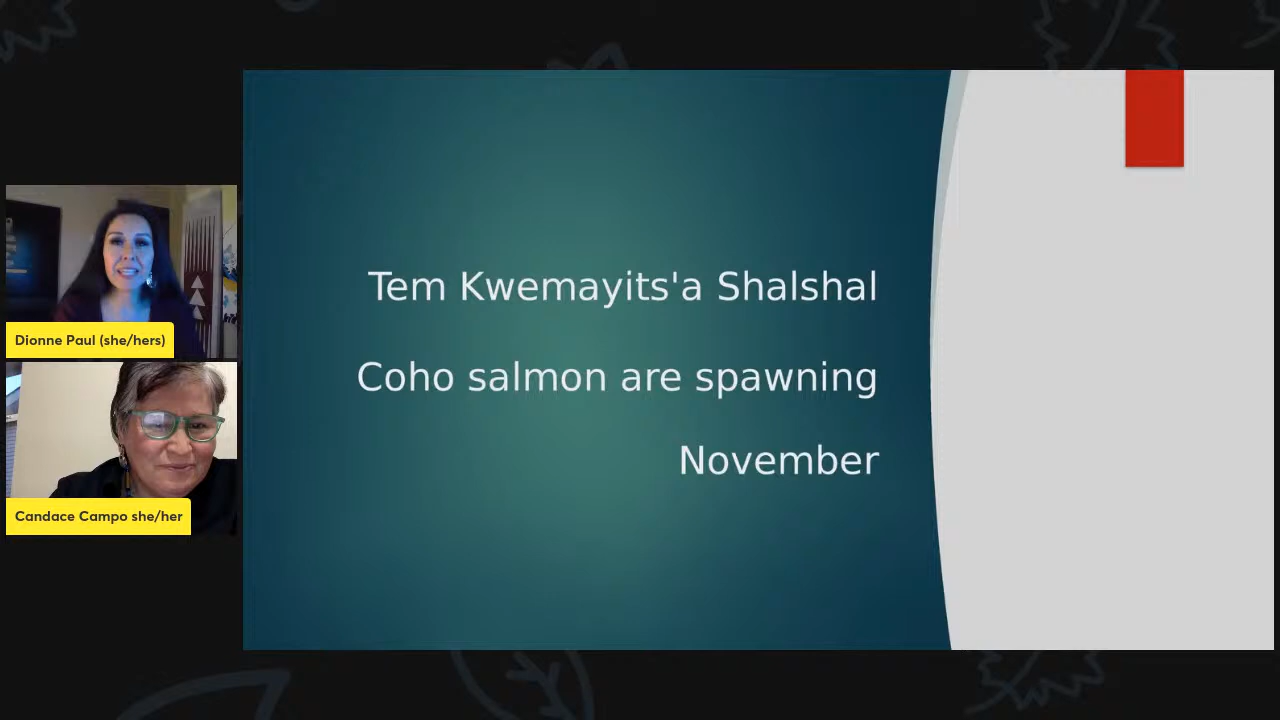 Tem Kwemayits'a Shalshal
Coho salmon are spawning
November
Dionne Paul (she/hers)
Candace Campo she/her